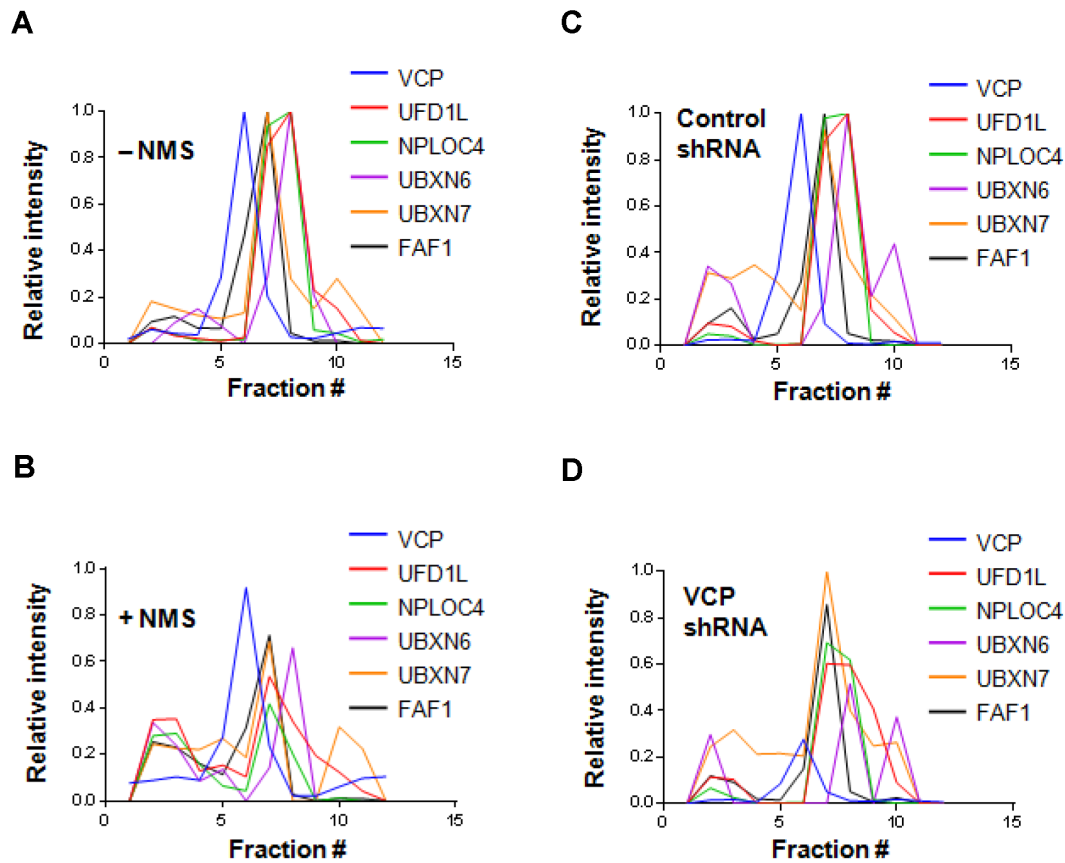 A
– NMS
VCP
UFD1L
NPLOC4
UBXN6
UBXN7
FAF1
Relative intensity
1.0
0.8
0.6
0.4
0.2
0.0
0
5
10
15
Fraction #
C
Control
shRNA
VCP
UFD1L
NPLOC4
UBXN6
UBXN7
FAF1
Relative intensity
1.0
0.8
0.6
0.4
0.2
0.0
0
5
10
15
Fraction #
B
+ NMS
VCP
UFD1L
NPLOC4
UBXN6
UBXN7
FAF1
Relative intensity
1.0
0.8
0.6
0.4
0.2
0.0
0
5
10
15
Fraction #
D
VCP
shRNA
VCP
UFD1L
NPLOC4
UBXN6
UBXN7
FAF1
Relative intensity
1.0
0.8
0.6
0.4
0.2
0.0
0
5
10
15
Fraction #